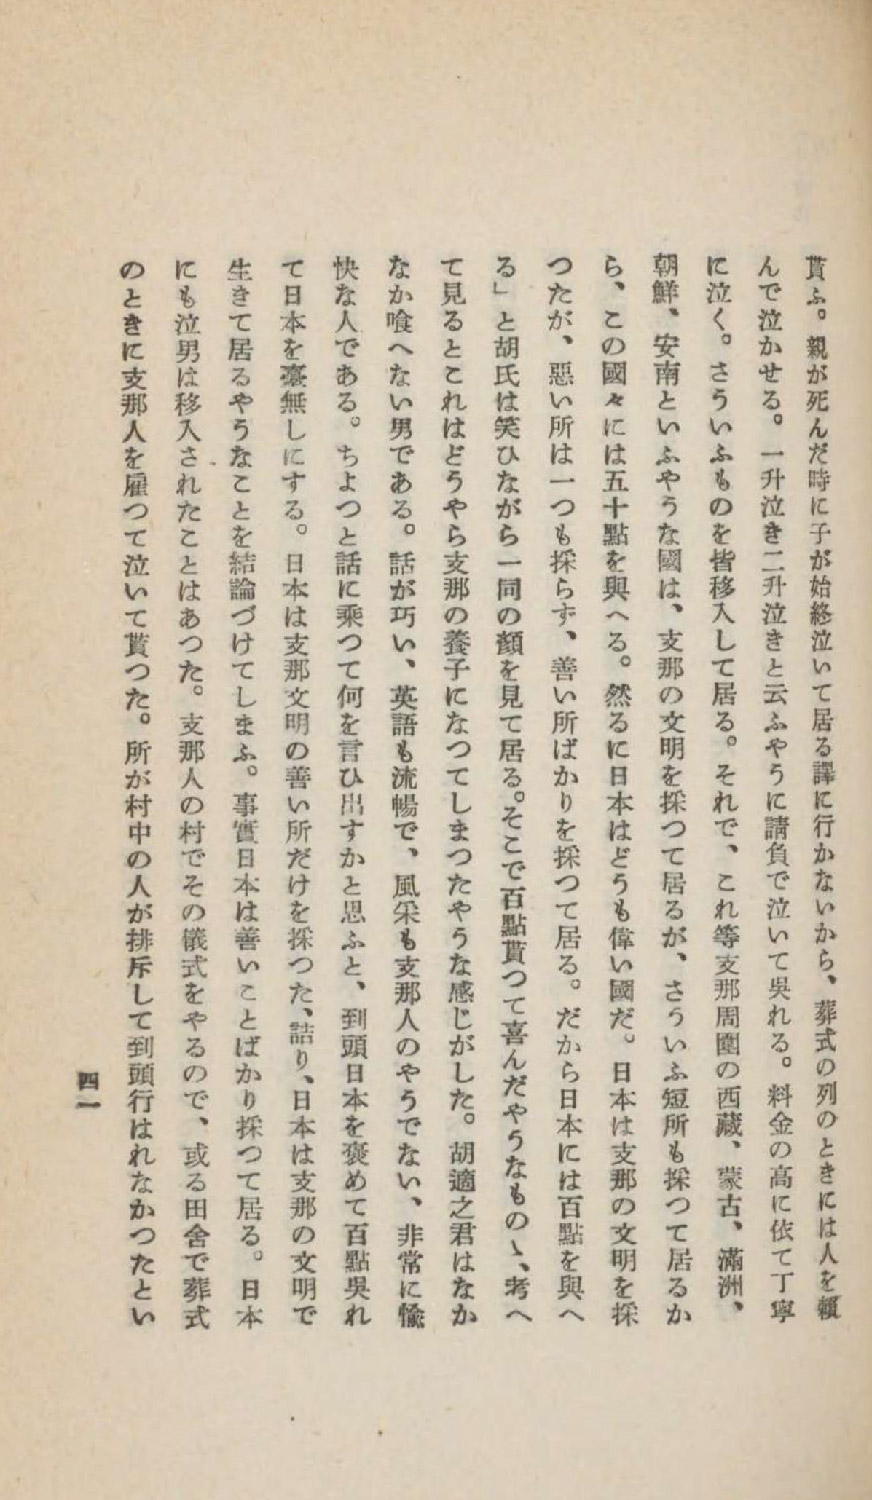 貰ふ。親が死んだ時に子が始終泣いて居る譯に行かないから、葬式の列のときには人を頼
んで泣かせる。一升泣き二升泣きと云ふやうに請負で泣いて呉れる。料金の高に依て丁寧
に泣く。さういふものを皆移入して居る。それで、これ等支那周圍の西藏、蒙古、滿洲、
朝鮮、安南といふやうな國は、支那の文明を採つて居るが、さういふ短所も採つて居るか
ら、この國々には五十點を與へる。然るに日本はどうも偉い國だ。日本は支那の文明を採
つたが、惡い所は一つも採らず、善い所ばかりを採つて居る。だから日本には百點を與へ
る」と胡氏は笑ひながら一同の顏を見て居る。そこで百點貰つて喜んだやうなものゝ、考へ
て見るとこれはどうやら支那の養子になつてしまつたやうな感じがした。胡適之君はなか
なか喰へない男である。話が巧い、英語も流暢で、風采も支那人のやうでない、非常に愉
快な人である。ちよつと話に乘つて何を言ひ出すかと思ふと、到頭日本を褒めて百點呉れ
て日本を臺無しにする。日本は支那文明の善い所だけを採つた、詰り、日本は支那の文明で
生きて居るやうなことを結論づけてしまふ。事實日本は善いことばかり採つて居る。日本
にも泣男は移入されたことはあつた。支那人の村でその儀式をやるので、或る田舍で葬式
のときに支那人を雇つて泣いて貰つた。所が村中の人が排斥して到頭行はれなかつたとい
四一